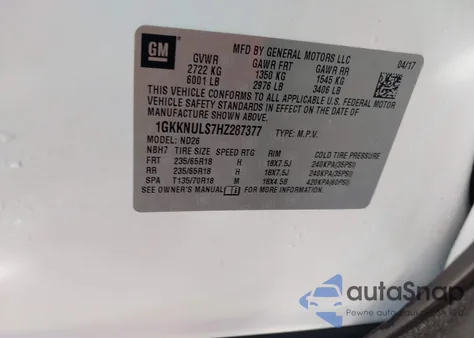 GM
MFD BY GENERAL MOTORS LLC
GVWR GAWR FRT GAWR RR 04/17
2722 KG 1350 KG 1545 KG
6001 LB 2976 LB 3406 LB
THIS VEHICLE CONFORMS TO ALL APPLICABLE U.S. FEDERAL MOTOR
VEHICLE SAFETY STANDARDS IN EFFECT ON THE DATE OF
MANUFACTURE SHOWN ABOVE.
1GKKNULS7HZ287377 TYPE: M.P.V.
MODEL: ND26
NBH7 TIRE SIZE SPEED RTG RIM COLD TIRE PRESSURE
FRT 235/65R18 H 18X7.5J 240KPA(35PSI)
RR 235/65R18 H 18X7.5J 240KPA(35PSI)
SPA T135/70R18 M 18X4.5B 420KPA(60PSI)
SEE OWNER'S MANUAL FOR MORE INFORMATION.
autoSnap
Pewne auto